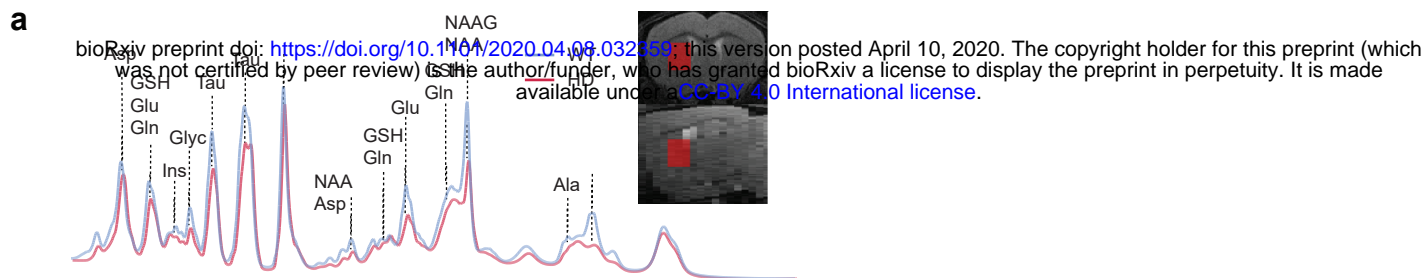 a
NAAG
NAA
bioRxiv preprint doi: https://doi.org/10.1101/2020.04.08.032359; this version posted April 10, 2020. The copyright holder for this preprint (which
was not certified by peer review) is the author/funder, who has granted bioRxiv a license to display the preprint in perpetuity. It is made
available under aCC-BY 4.0 International license.
WT
HD
Asp
GSH
Glu
Gln
Ins
Glyc
Tau
Tau
NAA
Asp
GSH
Gln
Glu
GSH
Gln
Ala